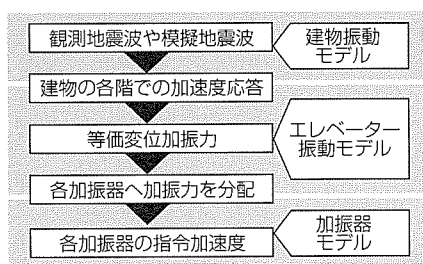 観測地震波や模擬地震波
建物振動
モデル
建物の各階での加速度応答
等価変位加振力
エレベーター
振動モデル
各加振器へ加振力を分配
各加振器の指令加速度
加振器
モデル